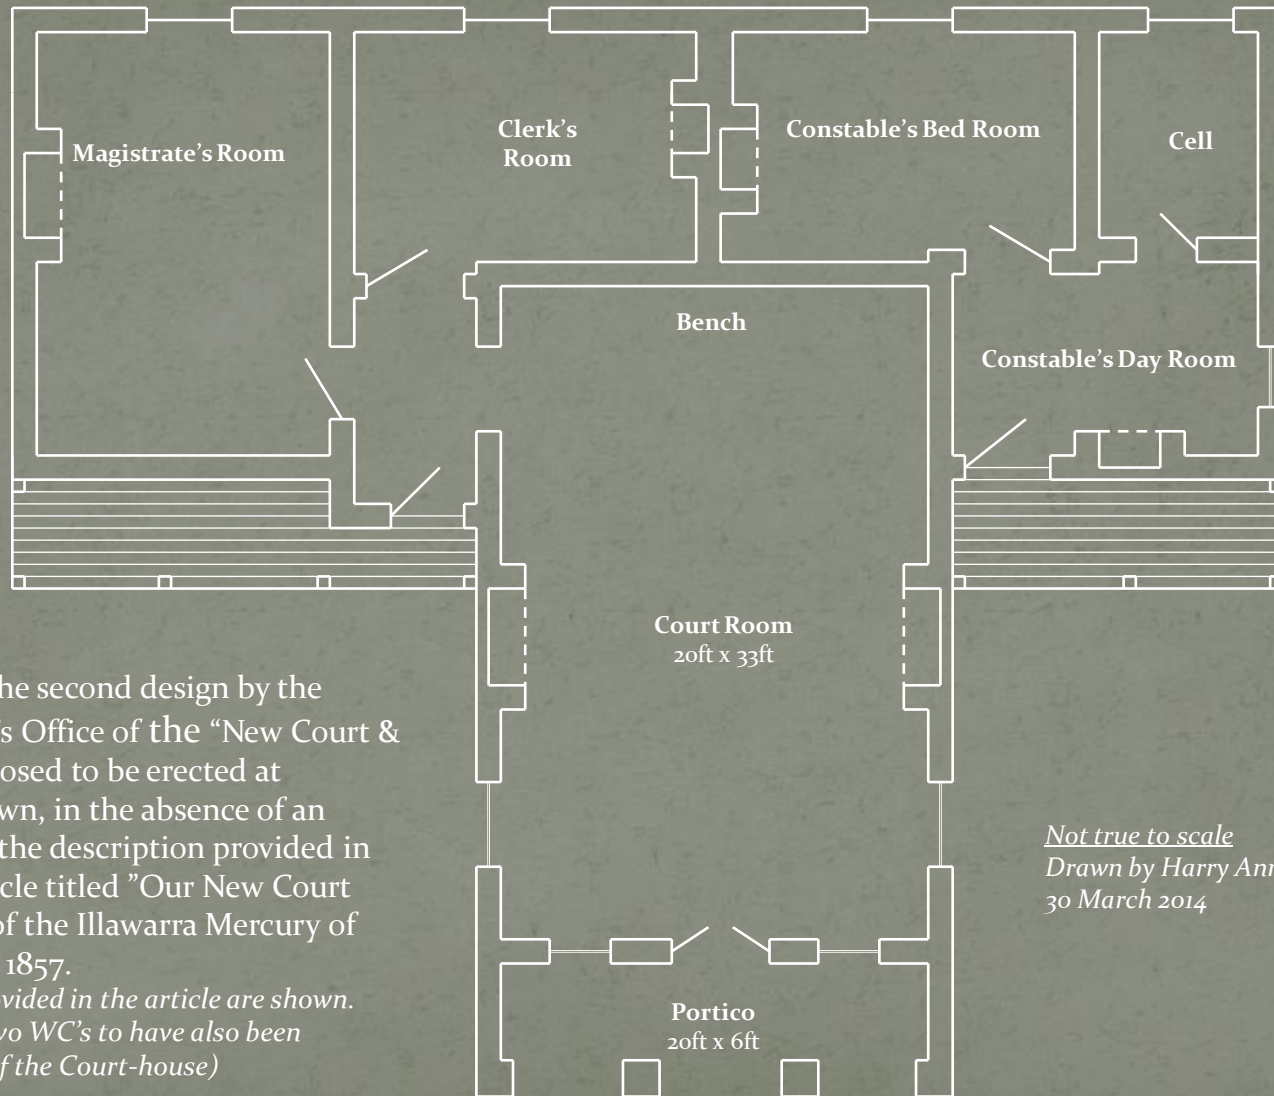 Magistrate's Room
Clerk's
Room
Constable's Bed Room
Cell
Bench
Constable's Day Room
Court Room
20ft x 33ft
he second design by the
's Office of the “New Court &
osed to be erected at
wn, in the absence of an
the description provided in
cle titled ”Our New Court
of the Illawarra Mercury of
1857.
ovided in the article are shown.
vo WC's to have also been
f the Court-house)
Not true to scale
Drawn by Harry Ann
30 March 2014
Portico
20ft x 6ft